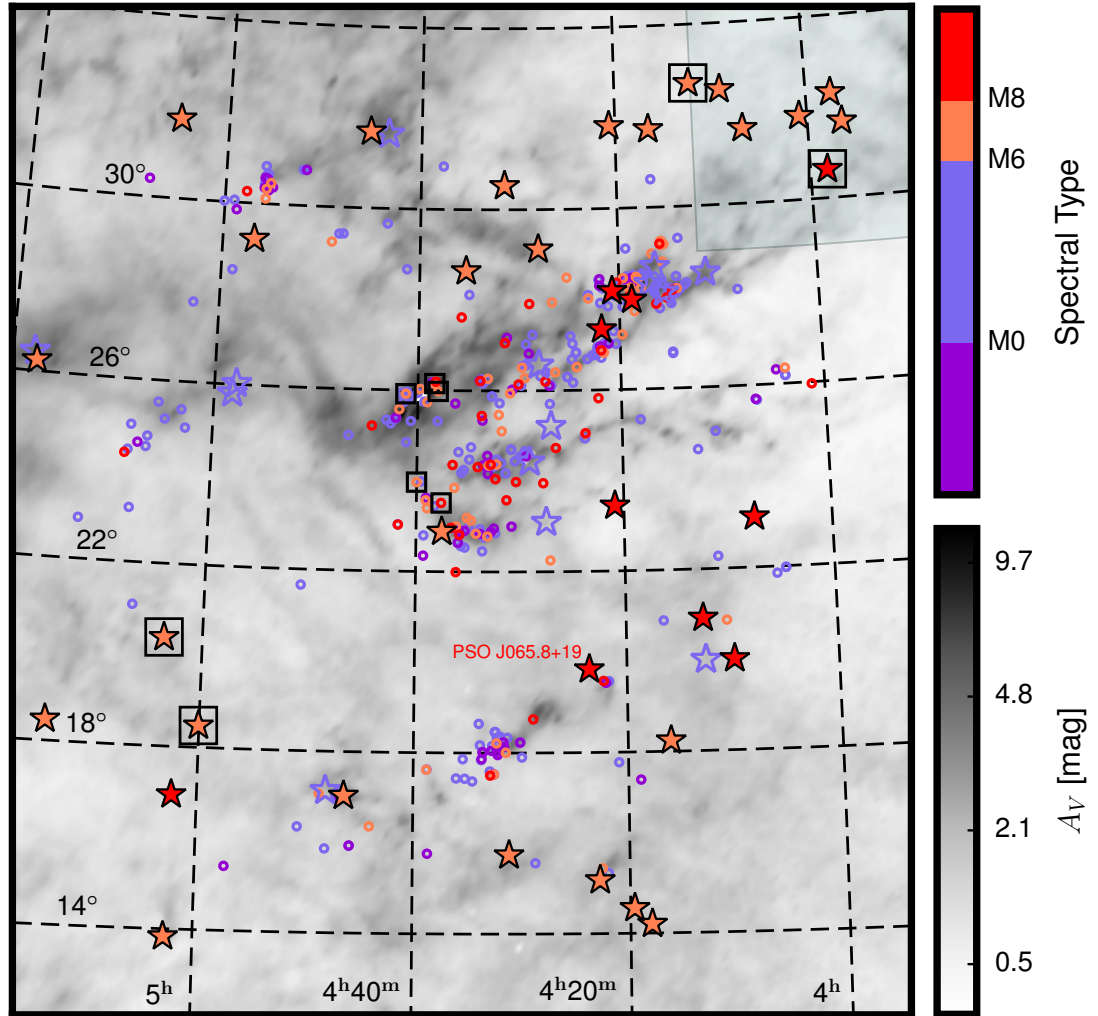 30°
26°
22°
PSO J065.8+19
18°
14°
5ʰ
4ʰ40ᵐ
4ʰ20ᵐ
4ʰ
M8
M6
M0
Spectral Type
9.7
4.8
2.1
0.5
A_V [mag]